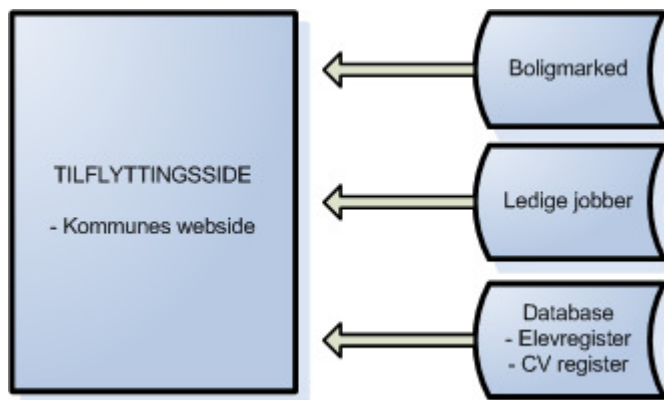 TILFLYTTINGSSIDE
- Kommunes webside
Boligmarked
Ledige jobber
Database
- Elevregister
- CV register